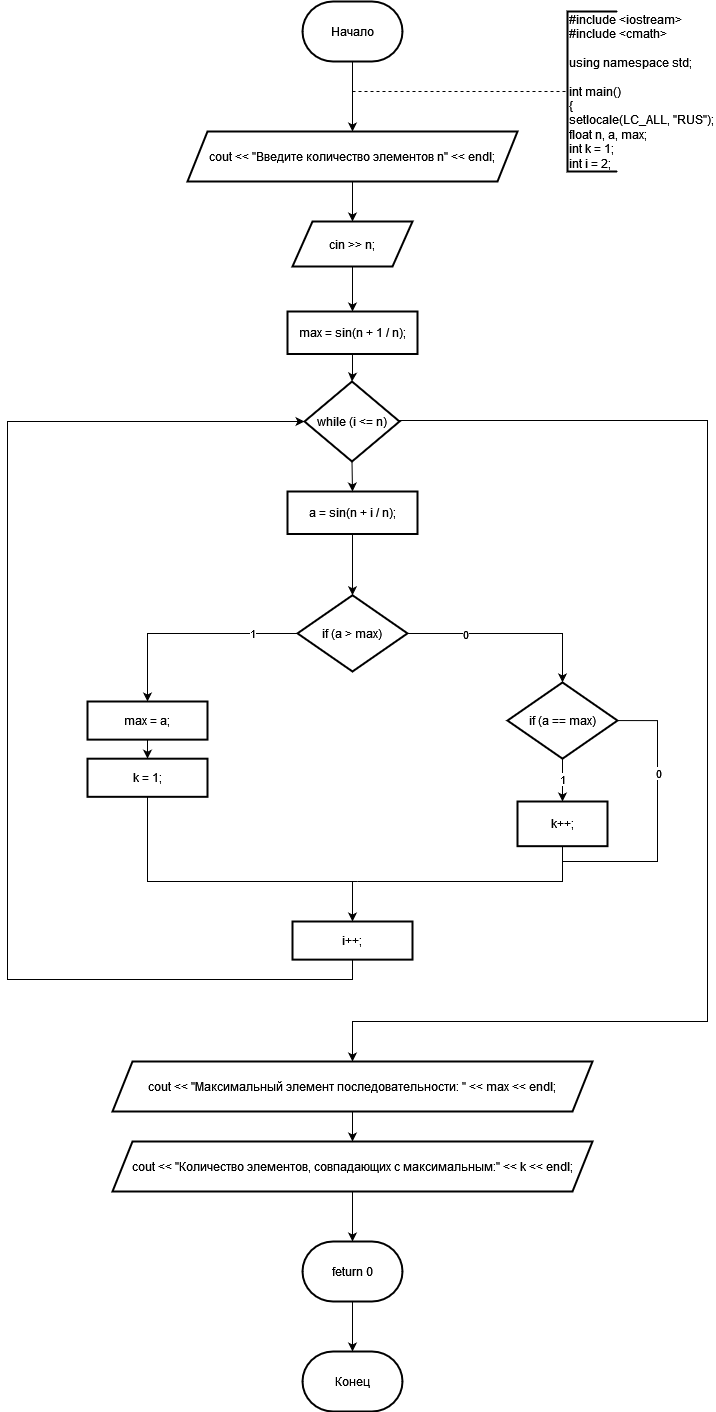 Начало
#include <iostream>
#include <cmath>
using namespace std;
int main()
{
setlocale(LC_ALL, "RUS");
float n, a, max;
int k = 1;
int i = 2;
cout << "Введите количество элементов n" << endl;
cin >> n;
max = sin(n + 1 / n);
while (i <= n)
a = sin(n + i / n);
if (a > max)
1
0
max = a;
if (a == max)
k = 1;
1
0
k++;
i++;
cout << "Максимальный элемент последовательности: " << max << endl;
cout << "Количество элементов, совпадающих с максимальным:" << k << endl;
feturn 0
Конец